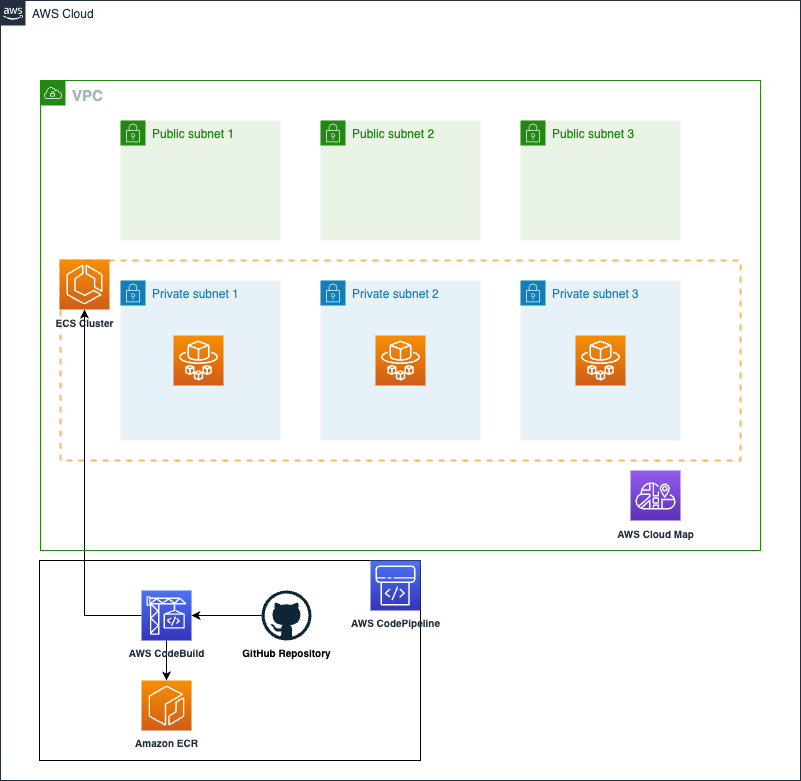 aws
AWS Cloud
VPC
Public subnet 1
Public subnet 2
Public subnet 3
Private subnet 1
Private subnet 2
Private subnet 3
ECS Cluster
AWS Cloud Map
AWS CodePipeline
AWS CodeBuild
GitHub Repository
Amazon ECR